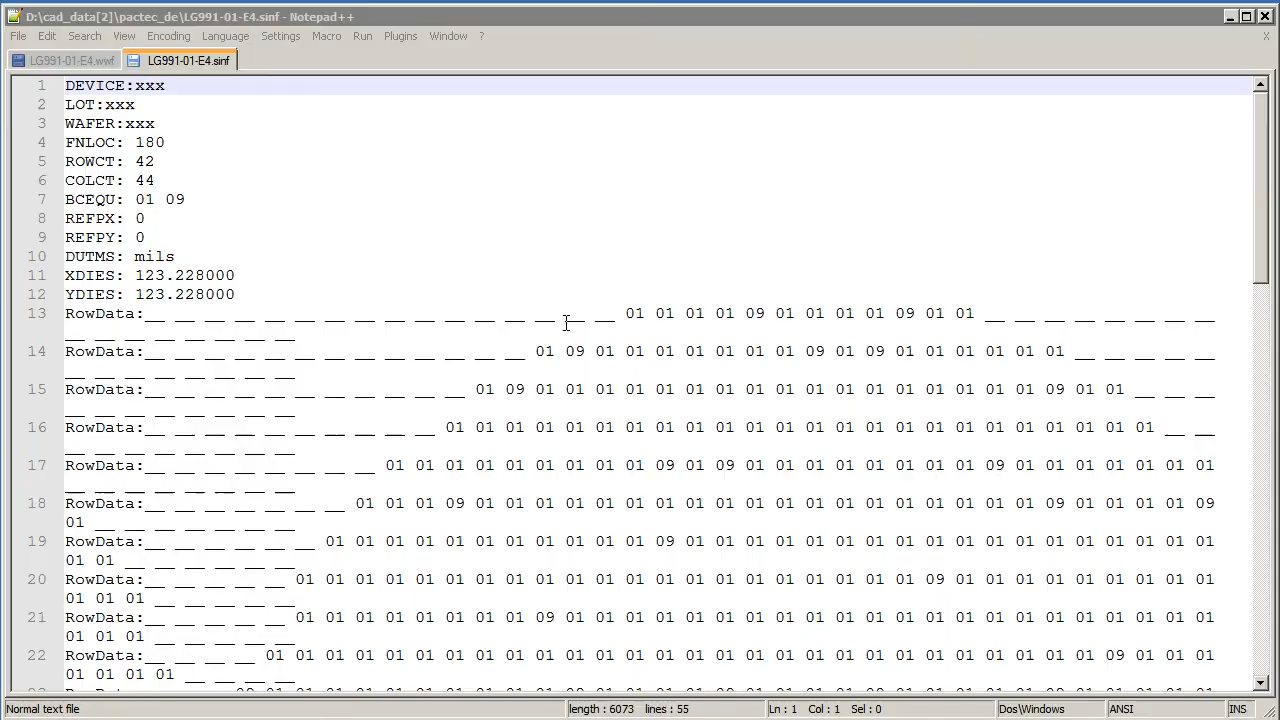 D:\cad_data[2]\pactec_de\LG991-01-E4.sinf - Notepad++
File Edit Search View Encoding Language Settings Macro Run Plugins Window ? X
LG991-01-E4.wwf LG991-01-E4.sinf
1 DEVICE:xxx
2 LOT:xxx
3 WAFER:xxx
4 FNLOC: 180
5 ROWCT: 42
6 COLCT: 44
7 BCEQU: 01 09
8 REFPX: 0
9 REFPY: 0
10 DUTMS: mils
11 XDIES: 123.228000
12 YDIES: 123.228000
13 RowData:__ __ __ __ __ __ __ __ __ __ __ __ __ __ __ __ 01 01 01 01 09 01 01 01 01 09 01 01 __ __ __ __ __ __ __ __
__ __ __ __ __ __ __ __
14 RowData:__ __ __ __ __ __ __ __ __ __ __ __ __ 01 09 01 01 01 01 01 01 01 09 01 09 01 01 01 01 01 01 __ __ __ __ __
__ __ __ __ __ __ __ __
15 RowData:__ __ __ __ __ __ __ __ __ __ __ 01 09 01 01 01 01 01 01 01 01 01 01 01 01 01 01 01 01 01 09 01 01 __ __ __
__ __ __ __ __ __ __ __
16 RowData:__ __ __ __ __ __ __ __ __ __ 01 01 01 01 01 01 01 01 01 01 01 01 01 01 01 01 01 01 01 01 01 01 01 01 __ __
__ __ __ __ __ __ __ __
17 RowData:__ __ __ __ __ __ __ __ 01 01 01 01 01 01 01 01 01 09 01 09 01 01 01 01 01 01 01 01 09 01 01 01 01 01 01 01
__ __ __ __ __ __ __ __
18 RowData:__ __ __ __ __ __ __ 01 01 01 09 01 01 01 01 01 01 01 01 01 01 01 01 01 01 01 01 01 01 01 09 01 01 01 01 09
01 __ __ __ __ __ __ __
19 RowData:__ __ __ __ __ __ 01 01 01 01 01 01 01 01 01 01 01 09 01 01 01 01 01 01 01 01 01 01 01 01 01 01 01 01 01 01
01 01 __ __ __ __ __ __
20 RowData:__ __ __ __ __ 01 01 01 01 01 01 01 01 01 01 01 01 01 01 01 01 01 01 01 01 01 09 01 01 01 01 01 01 01 01 01
01 01 01 __ __ __ __ __
21 RowData:__ __ __ __ __ 01 01 01 01 01 01 01 01 09 01 01 01 01 01 01 01 01 01 01 01 01 01 01 01 01 01 01 01 01 01 01
01 01 01 __ __ __ __ __
22 RowData:__ __ __ __ 01 01 01 01 01 01 01 01 01 01 01 01 01 01 01 01 01 01 01 01 01 01 01 01 01 01 01 01 09 01 01 01
01 01 01 01 __ __ __ __
Normal text file length : 6073 lines : 55 Ln : 1 Col : 1 Sel : 0 Dos\Windows ANSI INS